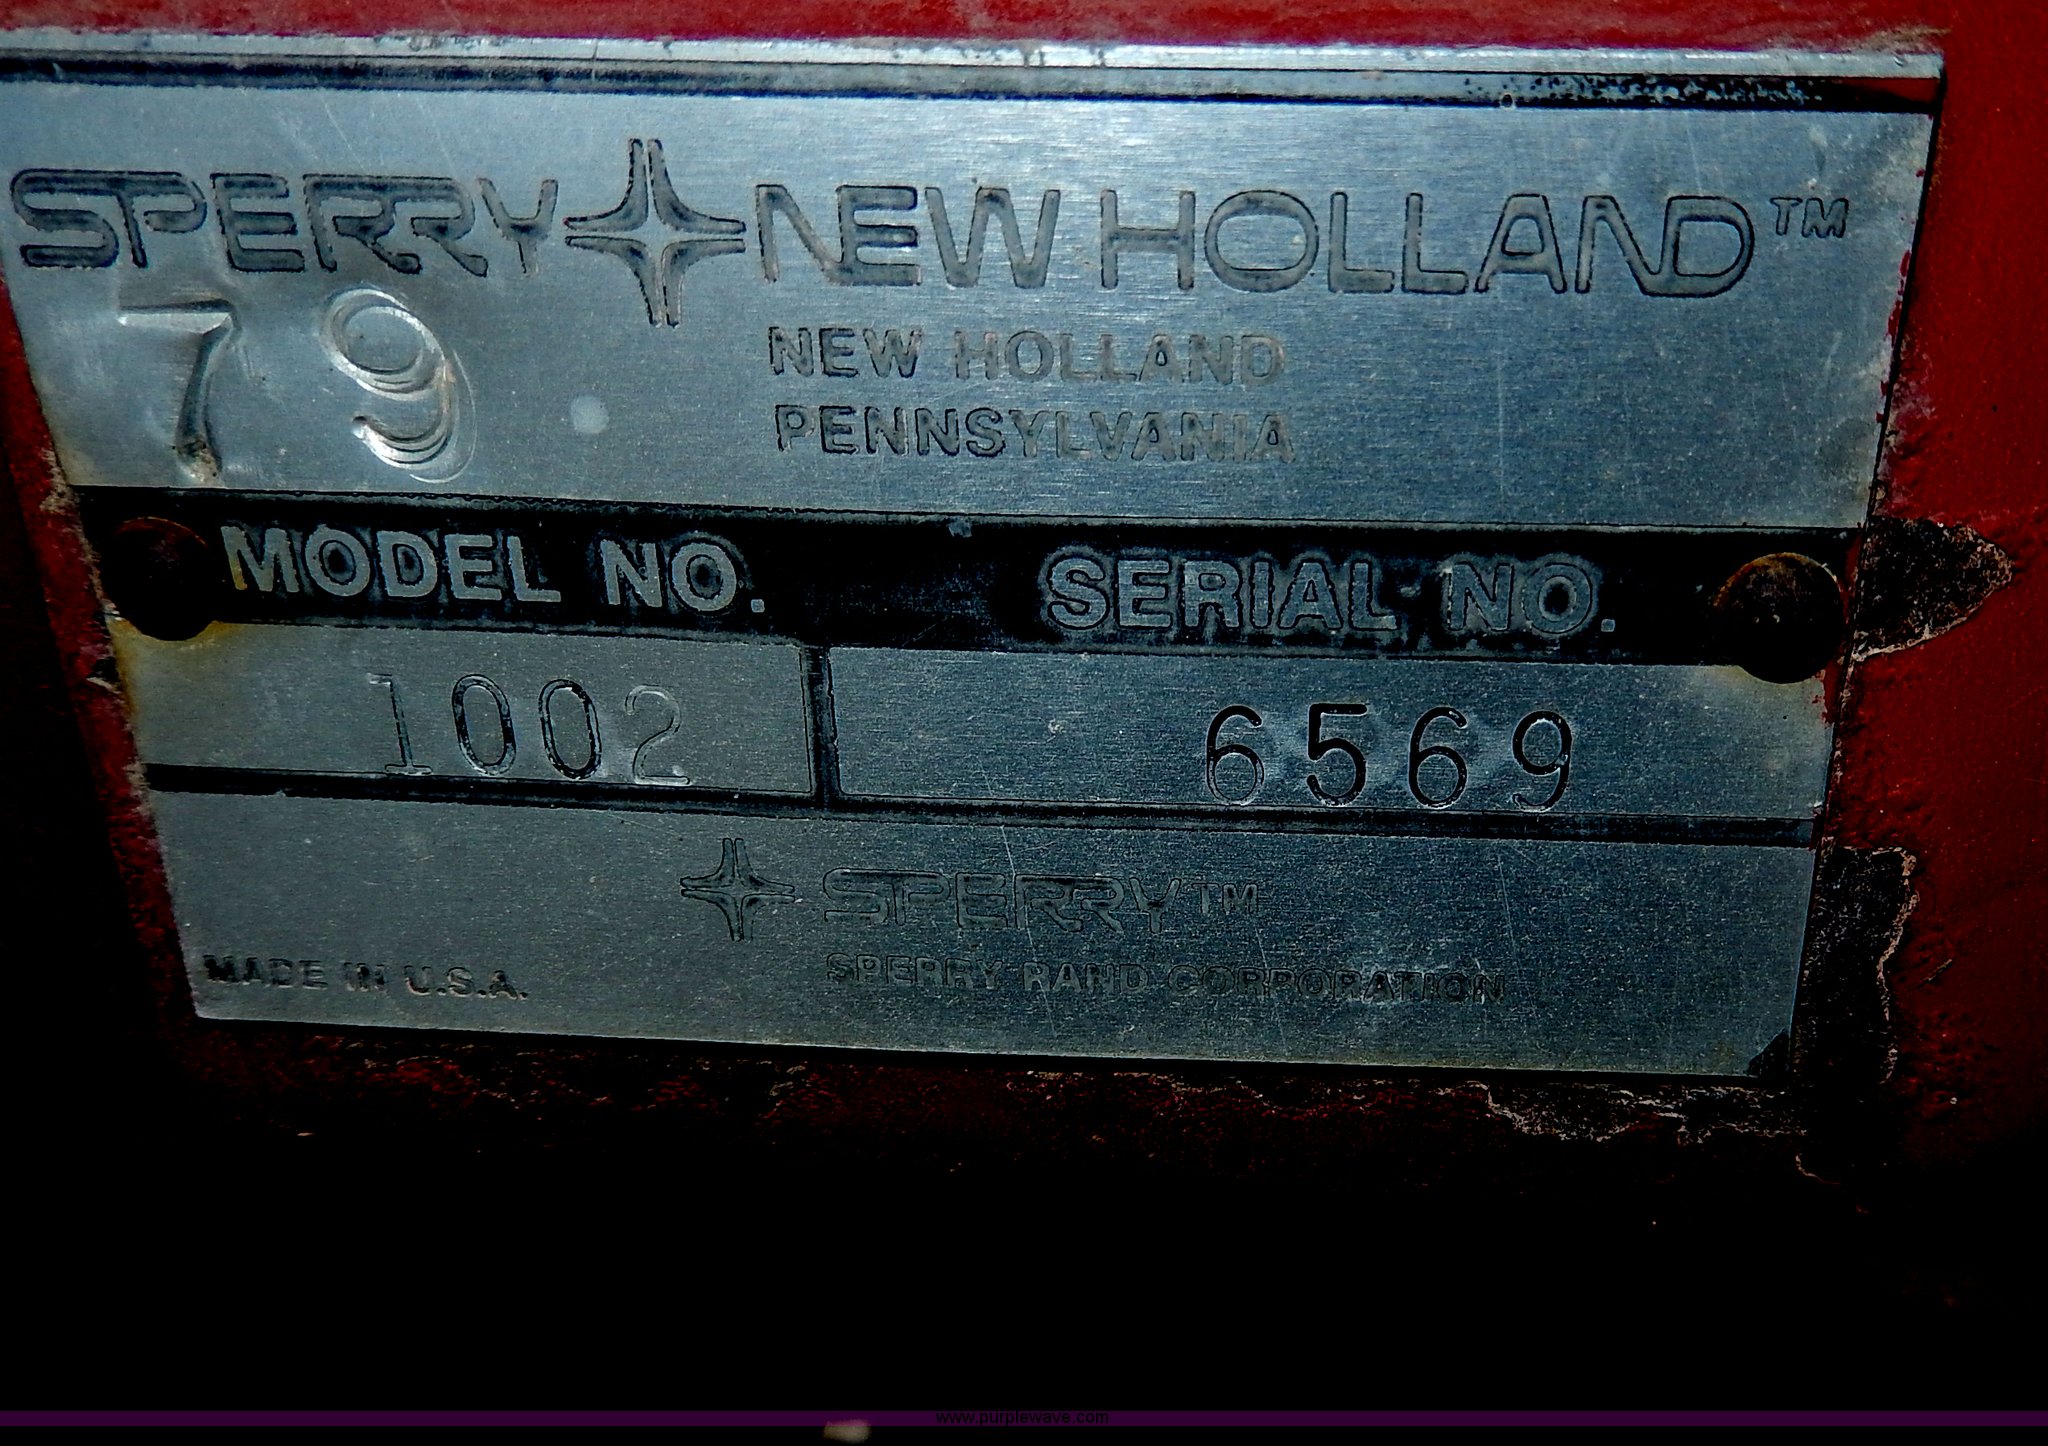 SPERRY NEW HOLLAND™
79
NEW HOLLAND
PENNSYLVANIA
MODEL NO. SERIAL NO.
1002 6569
SPERRY™
MADE IN U.S.A. SPERRY RAND CORPORATION
www.purplewave.com